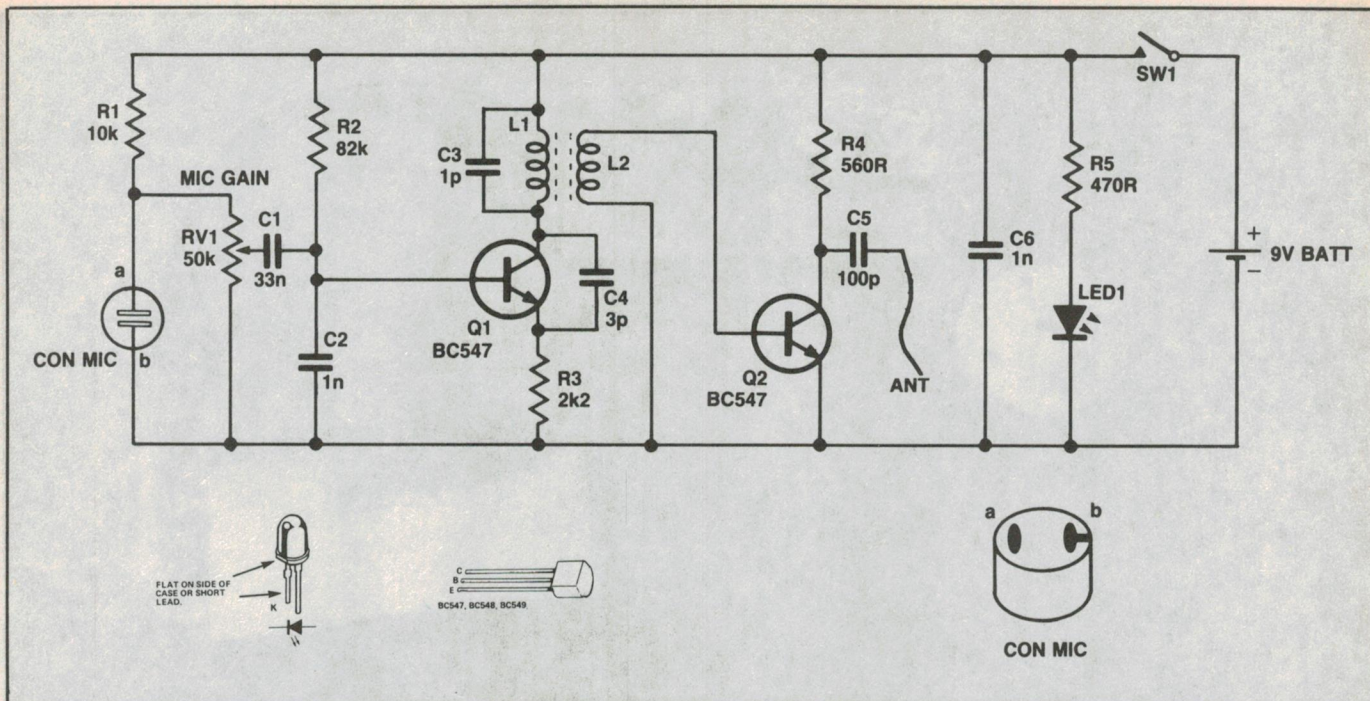 R1
10k
MIC GAIN
RV1
50k
C1
33n
a
CON MIC
b
R2
82k
C2
1n
C3
1p
L1
L2
Q1
BC547
C4
3p
R3
2k2
R4
560R
C5
100p
Q2
BC547
ANT
C6
1n
R5
470R
LED1
SW1
+
9V BATT
−
FLAT ON SIDE OF
CASE OR SHORT
LEAD.
K
C
B
E
BC547, BC548, BC549.
a
b
CON MIC